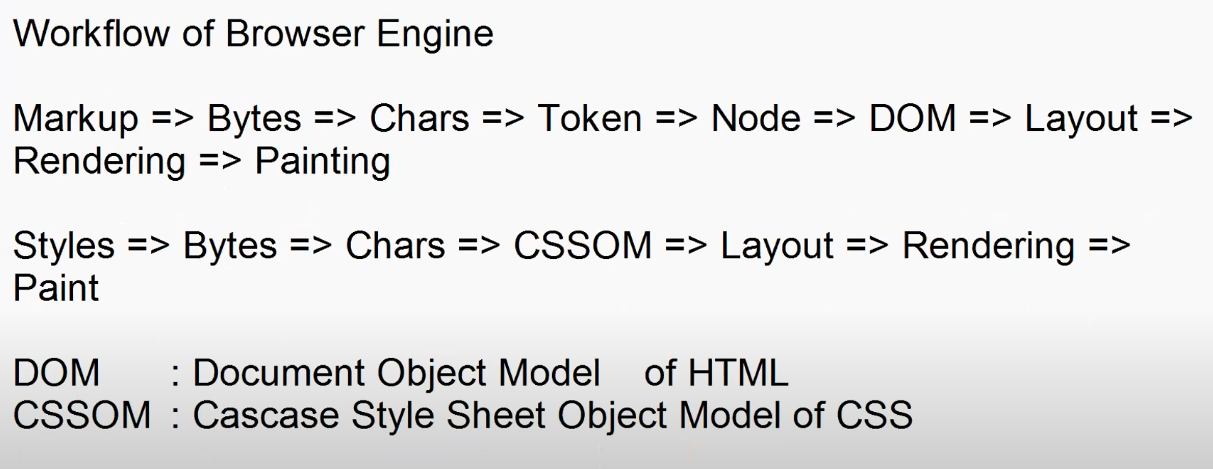 Workflow of Browser Engine
Markup => Bytes => Chars => Token => Node => DOM => Layout =>
Rendering => Painting
Styles => Bytes => Chars => CSSOM => Layout => Rendering =>
Paint
DOM : Document Object Model of HTML
CSSOM : Cascase Style Sheet Object Model of CSS